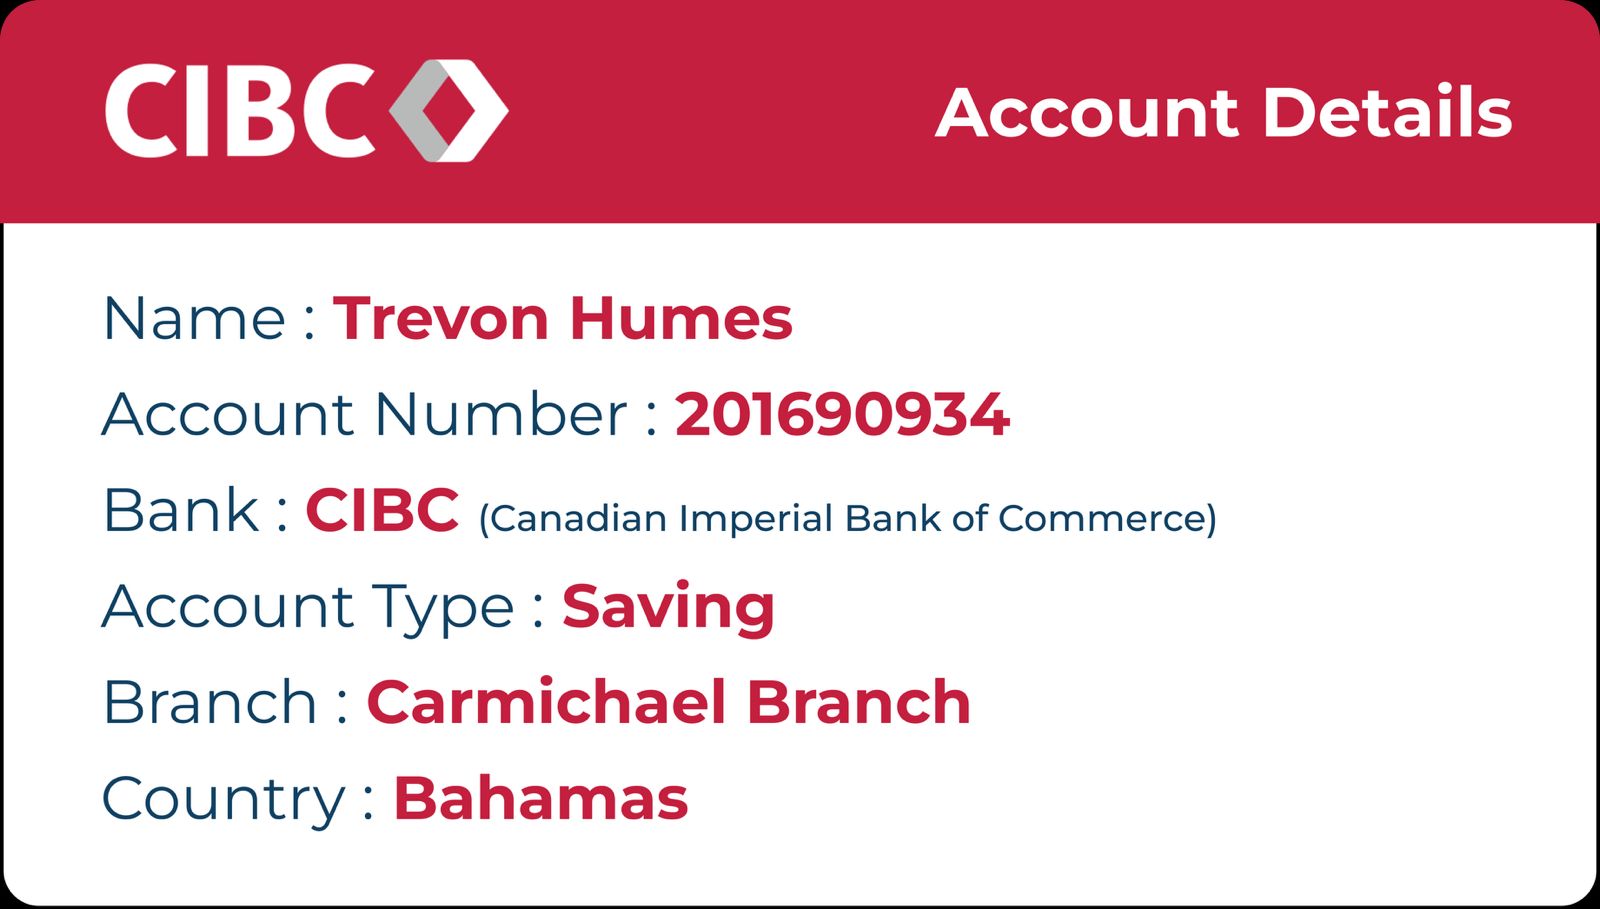 CIBC
Account Details
Name : Trevon Humes
Account Number : 201690934
Bank : CIBC (Canadian Imperial Bank of Commerce)
Account Type : Saving
Branch : Carmichael Branch
Country : Bahamas